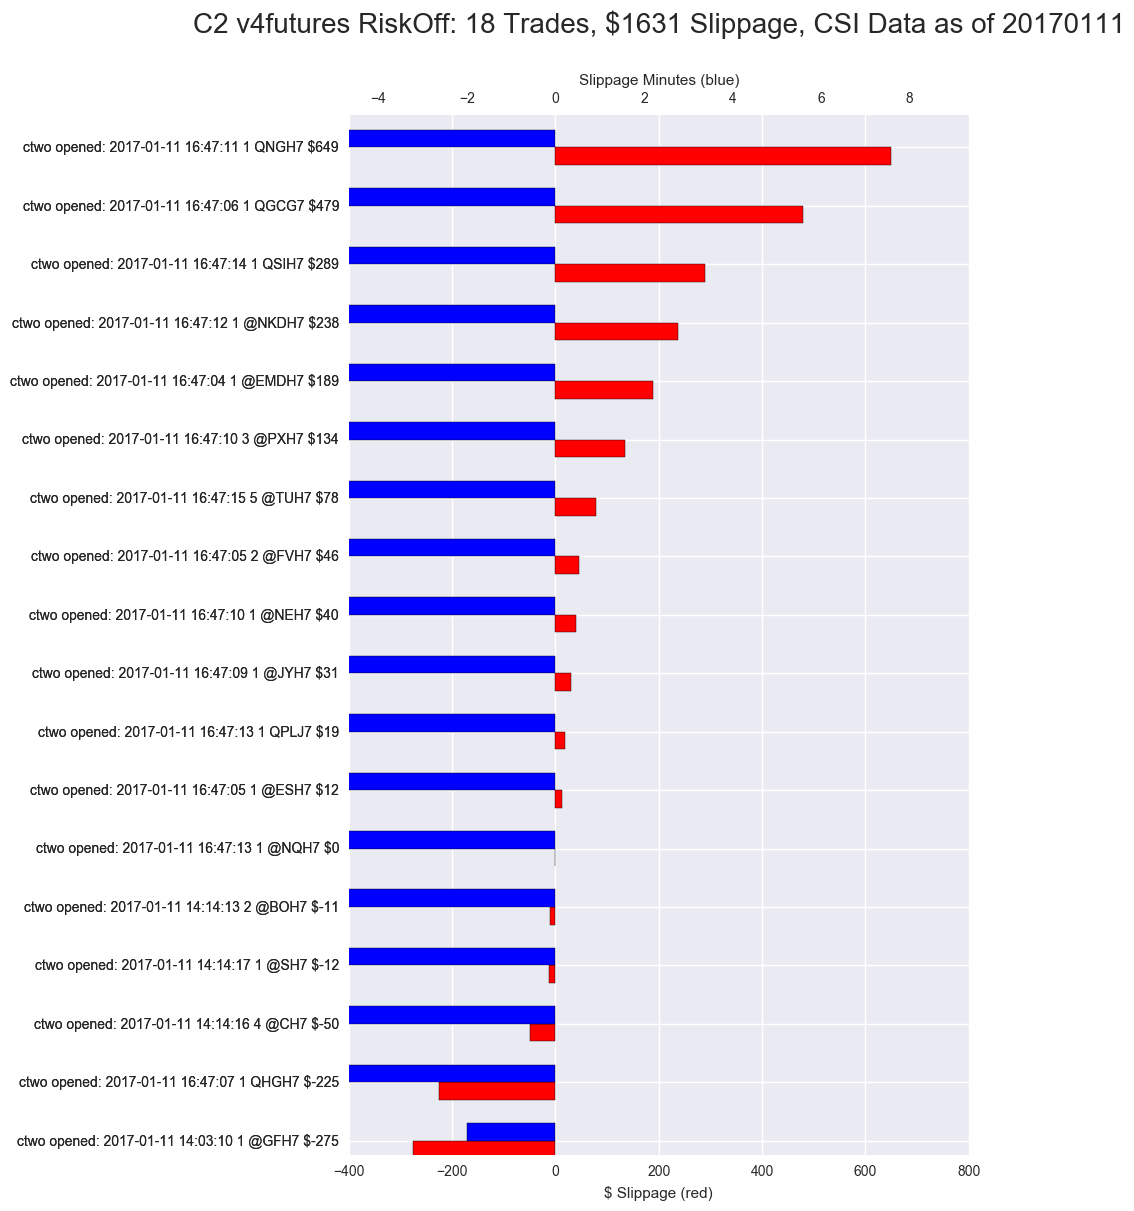 C2 v4futures RiskOff: 18 Trades, $1631 Slippage, CSI Data as of 20170111
Slippage Minutes (blue)
−4 −2 0 2 4 6 8
ctwo opened: 2017-01-11 16:47:11 1 QNGH7 $649
ctwo opened: 2017-01-11 16:47:06 1 QGCG7 $479
ctwo opened: 2017-01-11 16:47:14 1 QSIH7 $289
ctwo opened: 2017-01-11 16:47:12 1 @NKDH7 $238
ctwo opened: 2017-01-11 16:47:04 1 @EMDH7 $189
ctwo opened: 2017-01-11 16:47:10 3 @PXH7 $134
ctwo opened: 2017-01-11 16:47:15 5 @TUH7 $78
ctwo opened: 2017-01-11 16:47:05 2 @FVH7 $46
ctwo opened: 2017-01-11 16:47:10 1 @NEH7 $40
ctwo opened: 2017-01-11 16:47:09 1 @JYH7 $31
ctwo opened: 2017-01-11 16:47:13 1 QPLJ7 $19
ctwo opened: 2017-01-11 16:47:05 1 @ESH7 $12
ctwo opened: 2017-01-11 16:47:13 1 @NQH7 $0
ctwo opened: 2017-01-11 14:14:13 2 @BOH7 $-11
ctwo opened: 2017-01-11 14:14:17 1 @SH7 $-12
ctwo opened: 2017-01-11 14:14:16 4 @CH7 $-50
ctwo opened: 2017-01-11 16:47:07 1 QHGH7 $-225
ctwo opened: 2017-01-11 14:03:10 1 @GFH7 $-275
−400 −200 0 200 400 600 800
$ Slippage (red)